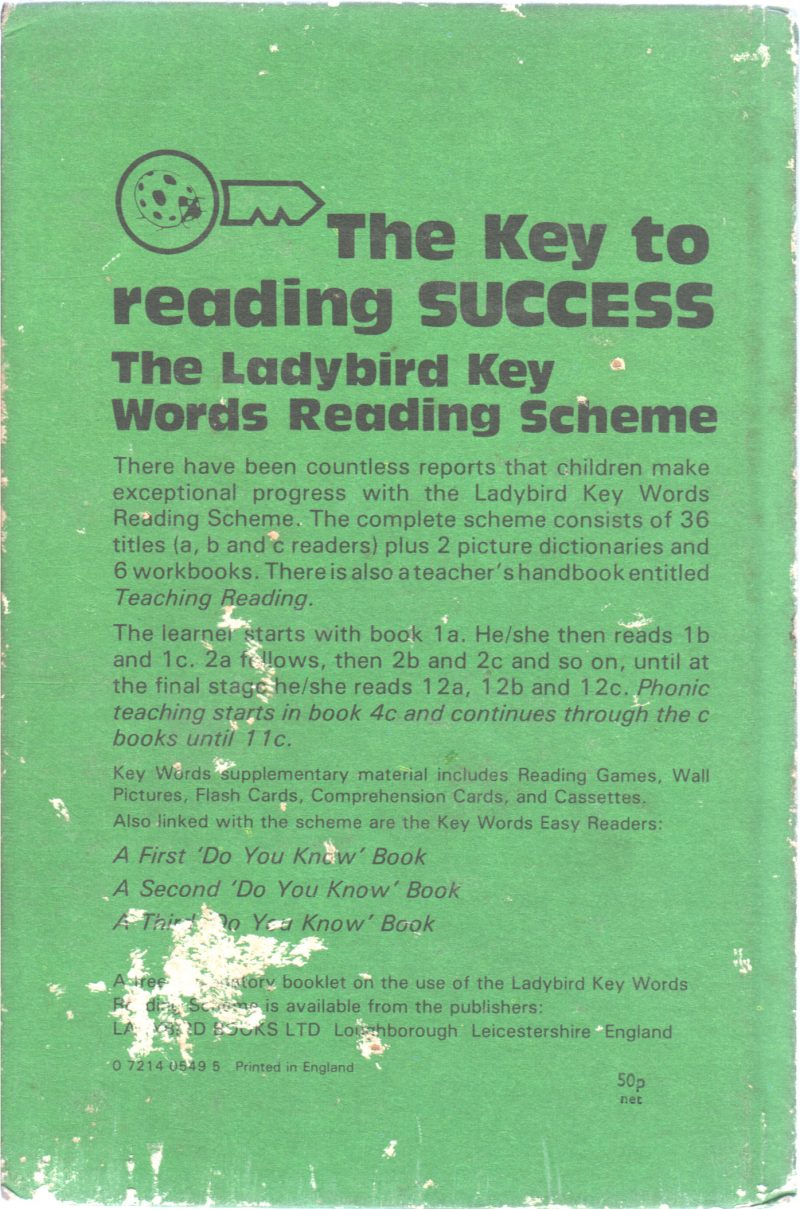 The Key to
reading SUCCESS
The Ladybird Key
Words Reading Scheme
There have been countless reports that children make
exceptional progress with the Ladybird Key Words
Reading Scheme. The complete scheme consists of 36
titles (a, b and c readers) plus 2 picture dictionaries and
6 workbooks. There is also a teacher's handbook entitled
Teaching Reading.
The learner starts with book 1a. He/she then reads 1b
and 1c. 2a follows, then 2b and 2c and so on, until at
the final stage he/she reads 12a, 12b and 12c. Phonic
teaching starts in book 4c and continues through the c
books until 11c.
Key Words supplementary material includes Reading Games, Wall
Pictures, Flash Cards, Comprehension Cards, and Cassettes.
Also linked with the scheme are the Key Words Easy Readers:
A First 'Do You Know' Book
A Second 'Do You Know' Book
A Third 'Do You Know' Book
A free booklet on the use of the Ladybird Key Words
Reading Scheme is available from the publishers:
LADYBIRD BOOKS LTD Loughborough Leicestershire England
0 7214 0549 5 Printed in England
50p
net